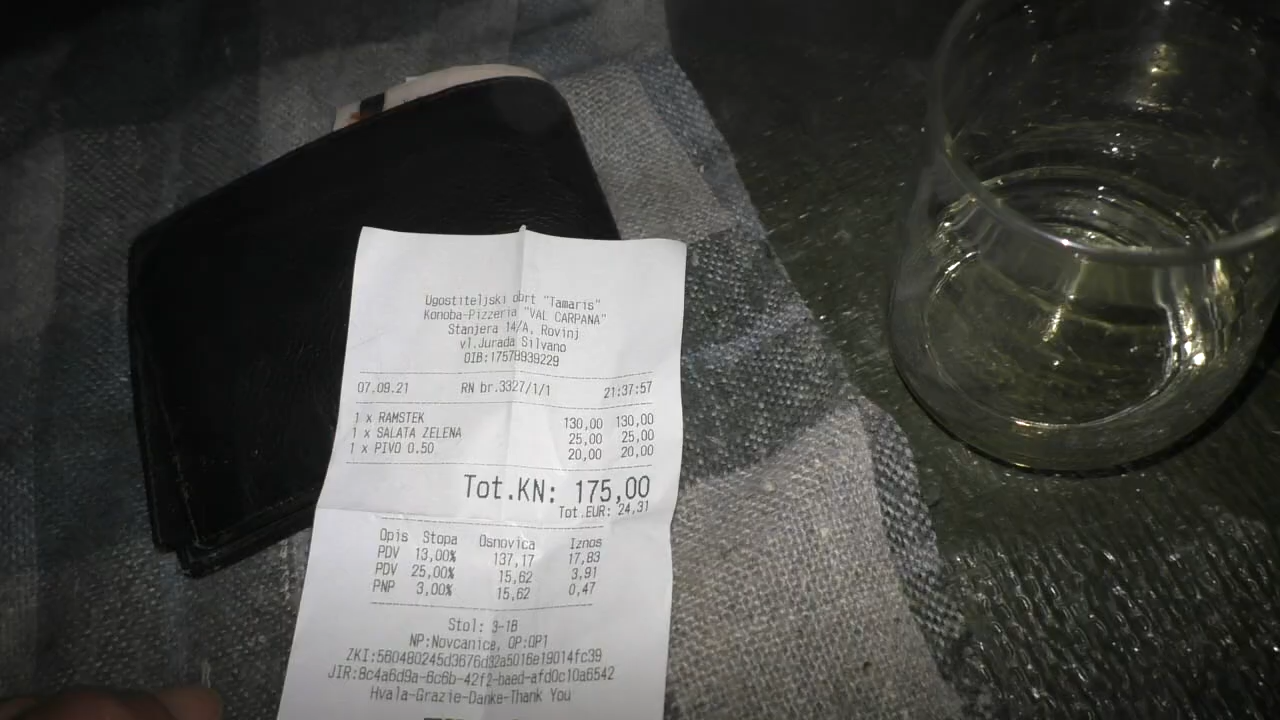 Ugostiteljski obrt "Tamaris"
Konoba-Pizzeria "VAL CARPANA"
Stanjera 14/A, Rovinj
vl.Jurada Silvano
OIB:17578939229
07.09.21 RN br.3327/1/1 21:37:57
1 x RAMSTEK 130,00 130,00
1 x SALATA ZELENA 25,00 25,00
1 x PIVO 0.50 20,00 20,00
Tot.KN: 175,00
Tot.EUR: 24,31
Opis Stopa Osnovica Iznos
PDV 13,00% 137,17 17,83
PDV 25,00% 15,62 3,91
PNP 3,00% 15,62 0,47
Stol: 3-18
NP:Novcanice, OP:OP1
ZKI:560480245d3676d32a5016e19014fc39
JIR:8c4a6d9a-6c6b-42f2-baed-afd0c10a6542
Hvala-Grazie-Danke-Thank You